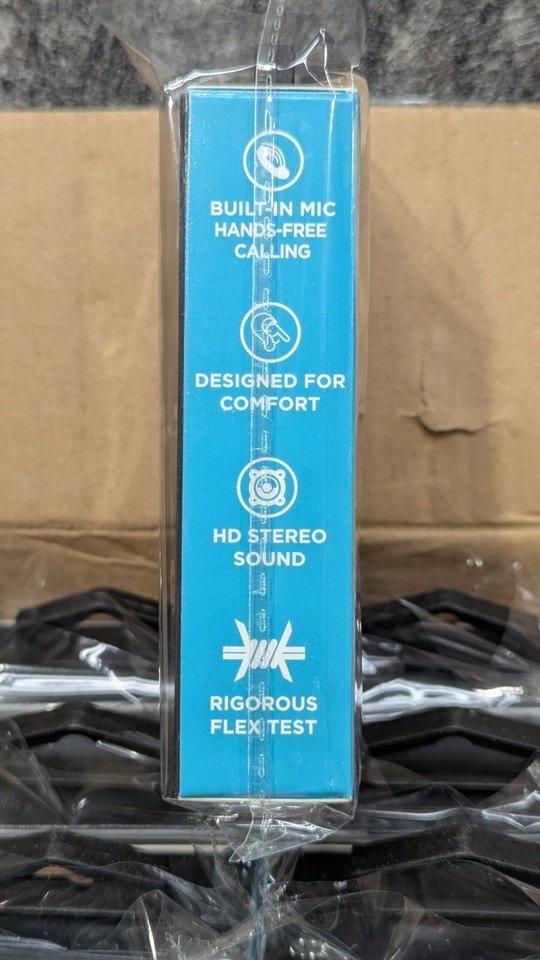 BUILT-IN MIC
HANDS-FREE
CALLING
DESIGNED FOR
COMFORT
HD STEREO
SOUND
RIGOROUS
FLEX TEST